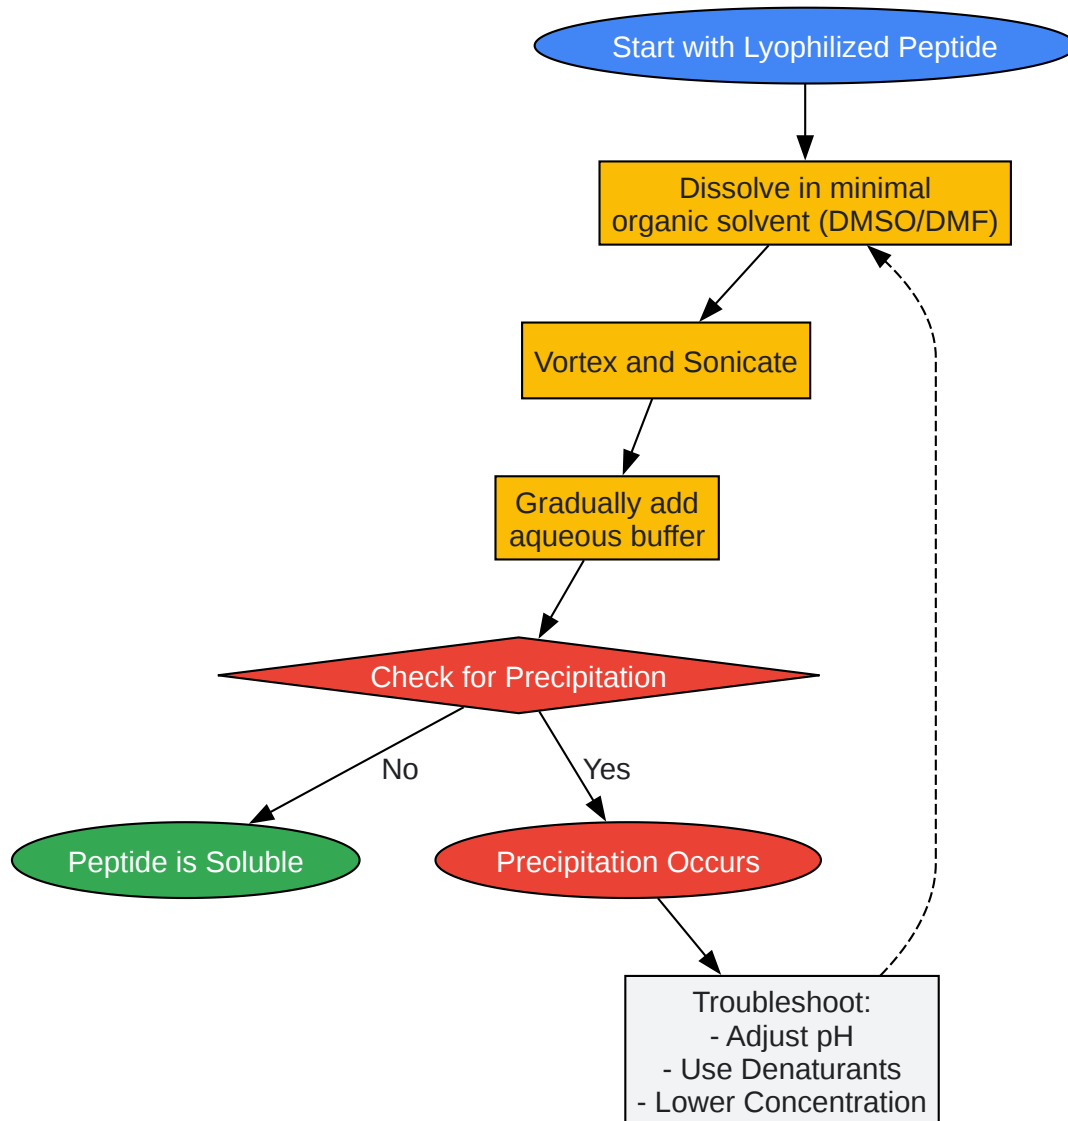 Start with Lyophilized Peptide
Dissolve in minimal
organic solvent (DMSO/DMF)
Vortex and Sonicate
Gradually add
aqueous buffer
Check for Precipitation
No
Yes
Peptide is Soluble
Precipitation Occurs
Troubleshoot:
- Adjust pH
- Use Denaturants
- Lower Concentration